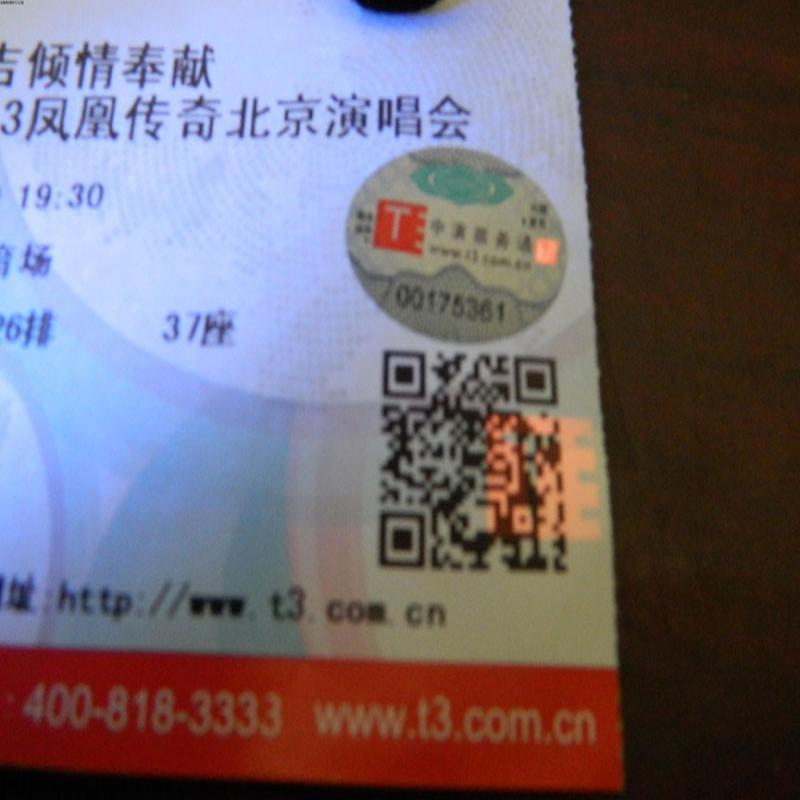 吉倾情奉献
3凤凰传奇北京演唱会
19:30
育场
26排 37座
中演票务通
www.t3.com.cn
00175361
网址:http://www.t3.com.cn
400-818-3333 www.t3.com.cn